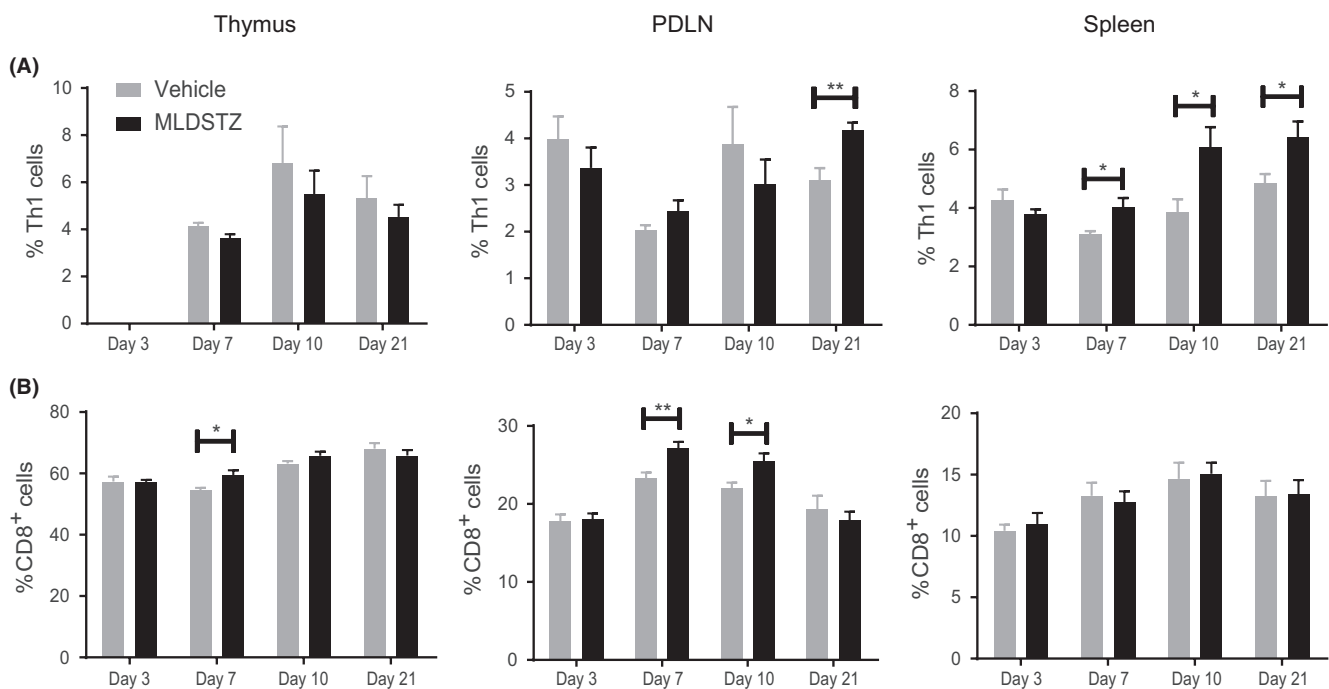 Thymus PDLN Spleen
(A)
% Th1 cells
10
8
6
4
2
0
Vehicle
MLDSTZ
Day 3 Day 7 Day 10 Day 21
% Th1 cells
5
4
3
2
1
0
**
Day 3 Day 7 Day 10 Day 21
% Th1 cells
8
6
4
2
0
*
*
*
Day 3 Day 7 Day 10 Day 21
(B)
%CD8+ cells
80
60
40
20
0
*
Day 3 Day 7 Day 10 Day 21
%CD8+ cells
30
20
10
0
**
*
Day 3 Day 7 Day 10 Day 21
%CD8+ cells
20
15
10
5
0
Day 3 Day 7 Day 10 Day 21